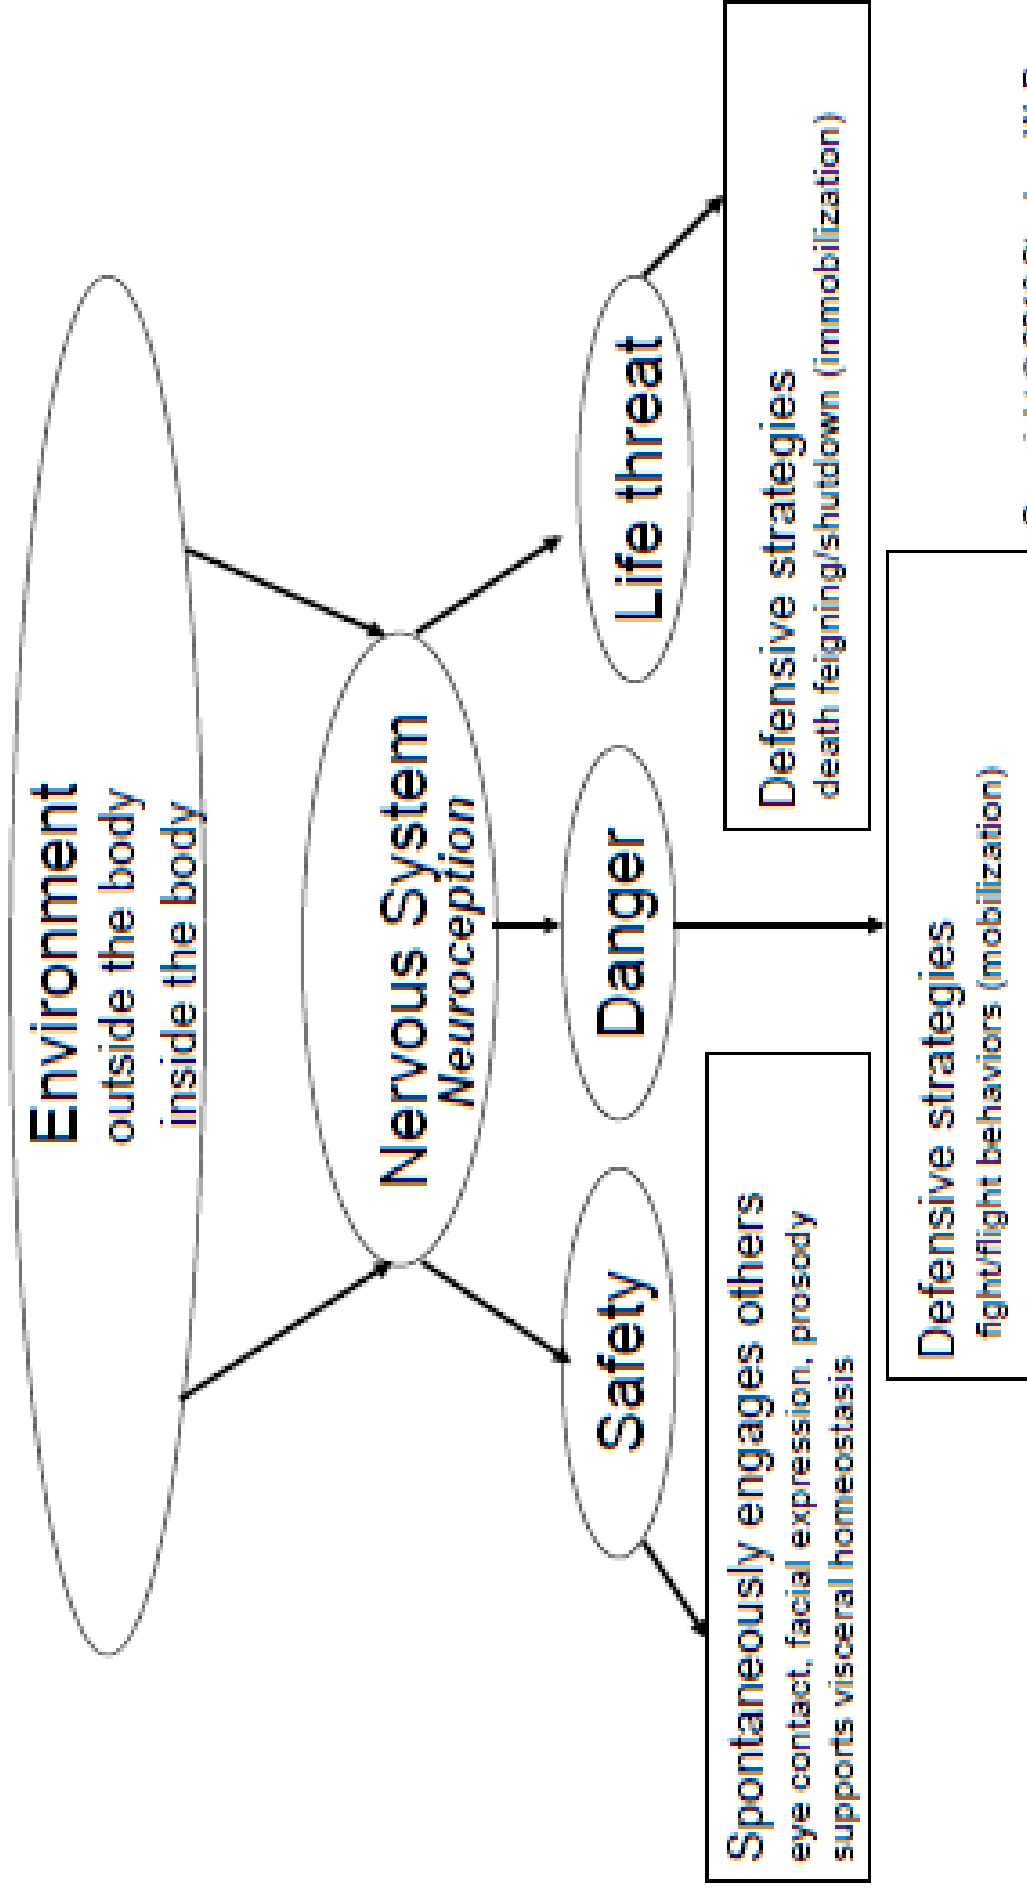 Environment
outside the body
inside the body
Nervous System
Neuroception
Safety
Danger
Life threat
Spontaneously engages others
eye contact, facial expression, prosody
supports visceral homeostasis
Defensive strategies
death feigning/shutdown (immobilization)
Defensive strategies
fight/flight behaviors (mobilization)